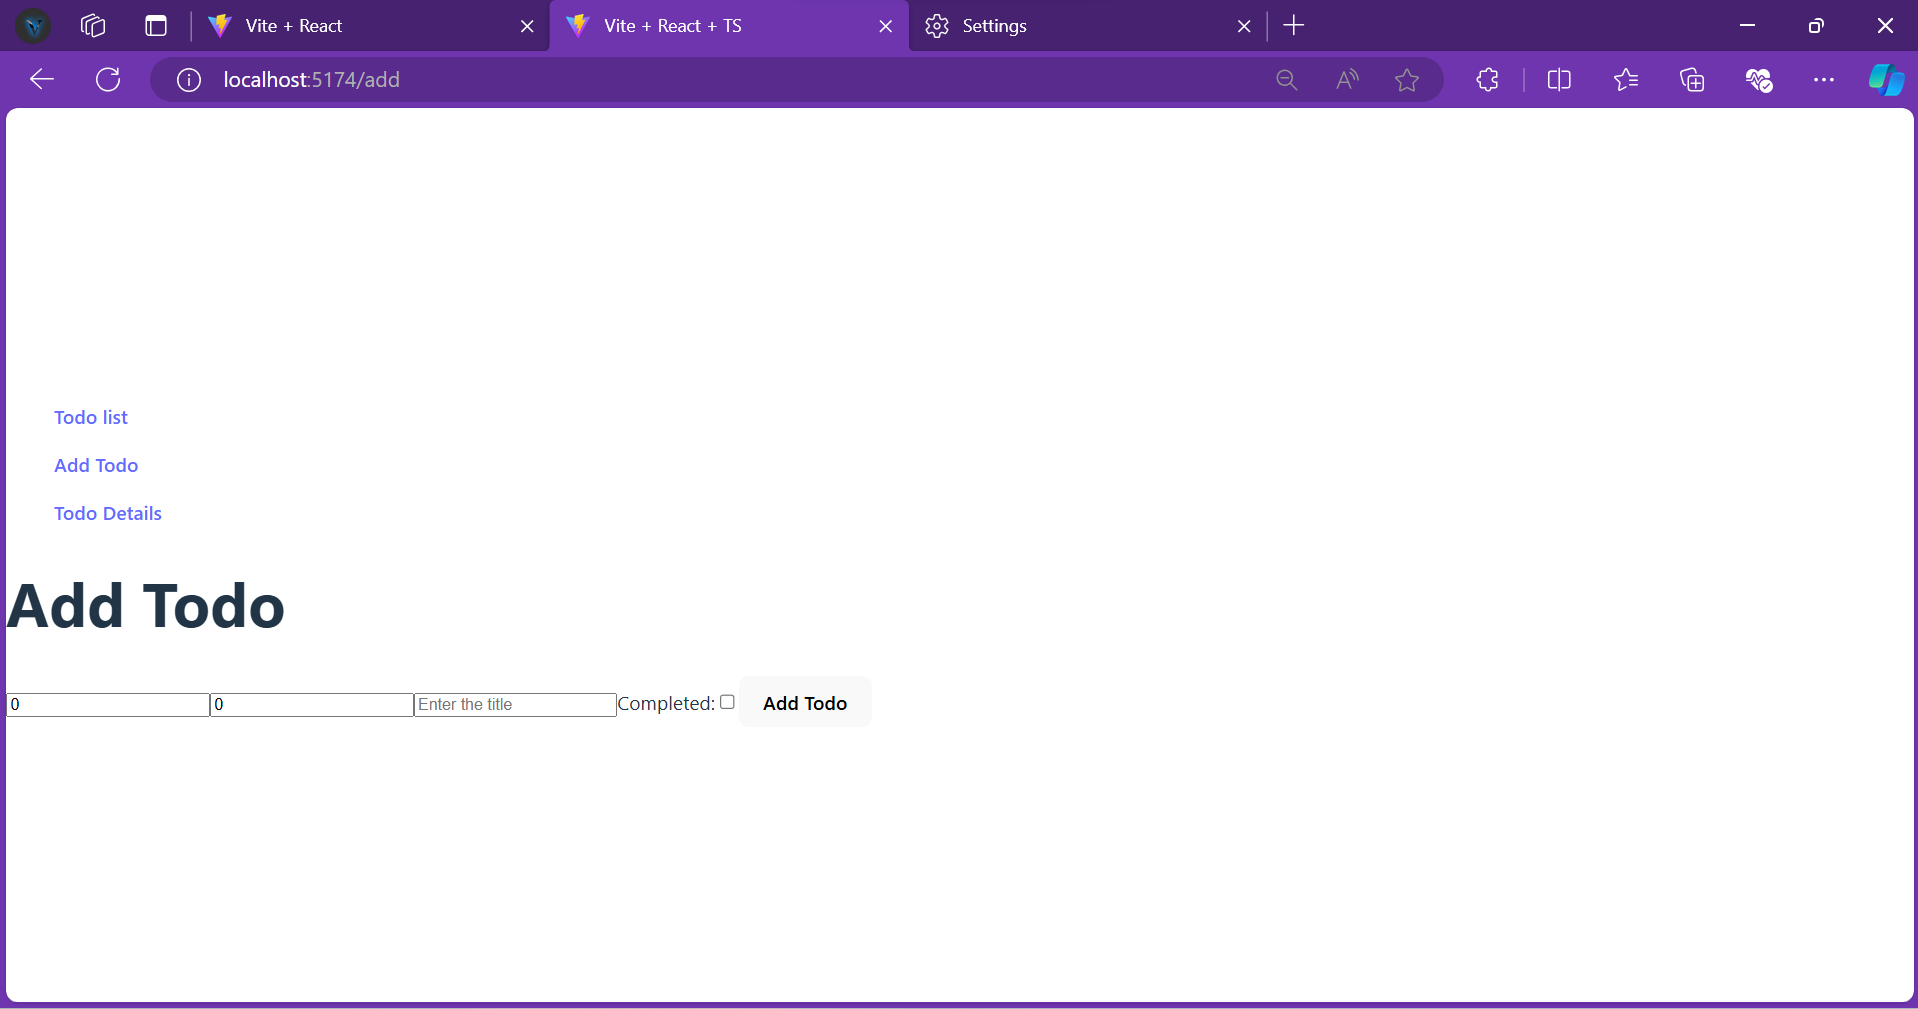 Vite + React
Vite + React + TS
Settings
localhost:5174/add
Todo list
Add Todo
Todo Details
Add Todo
0
0
Enter the title
Completed:
Add Todo